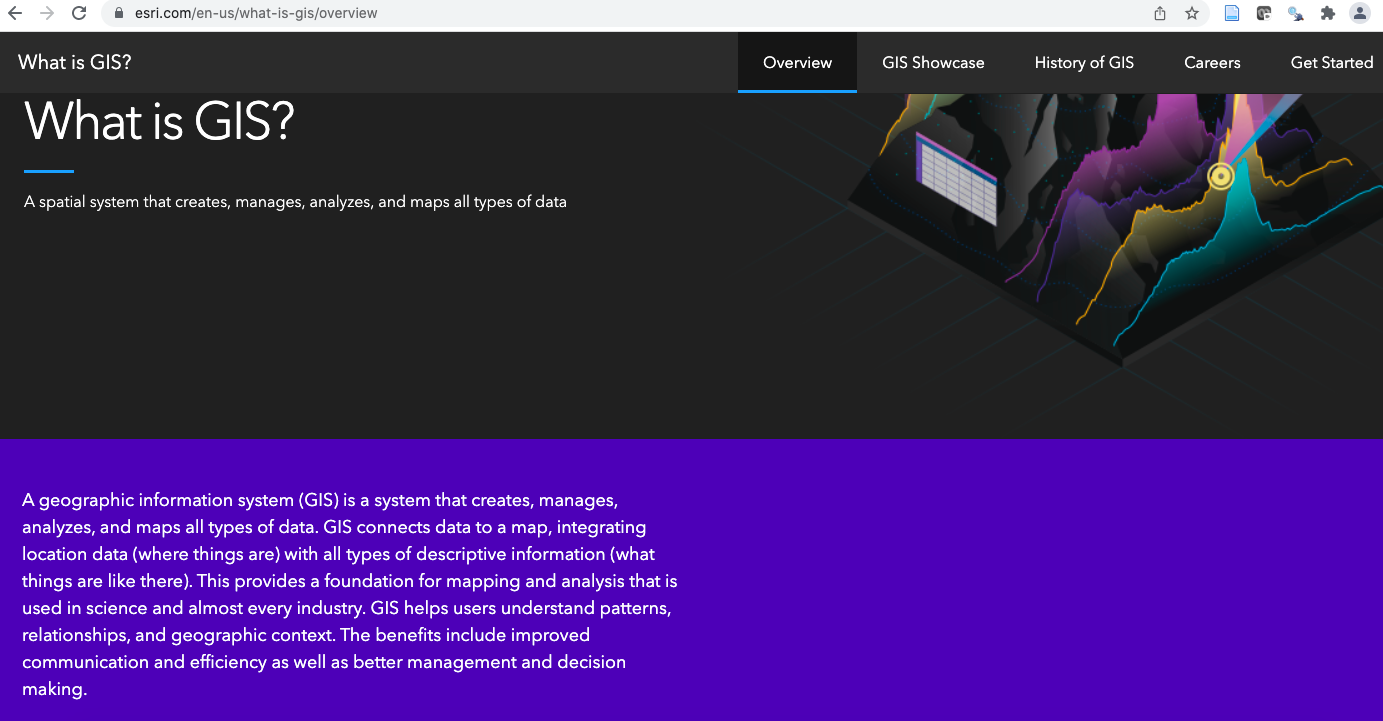 esri.com/en-us/what-is-gis/overview
What is GIS?
Overview
GIS Showcase
History of GIS
Careers
Get Started
What is GIS?
A spatial system that creates, manages, analyzes, and maps all types of data
A geographic information system (GIS) is a system that creates, manages,
analyzes, and maps all types of data. GIS connects data to a map, integrating
location data (where things are) with all types of descriptive information (what
things are like there). This provides a foundation for mapping and analysis that is
used in science and almost every industry. GIS helps users understand patterns,
relationships, and geographic context. The benefits include improved
communication and efficiency as well as better management and decision
making.